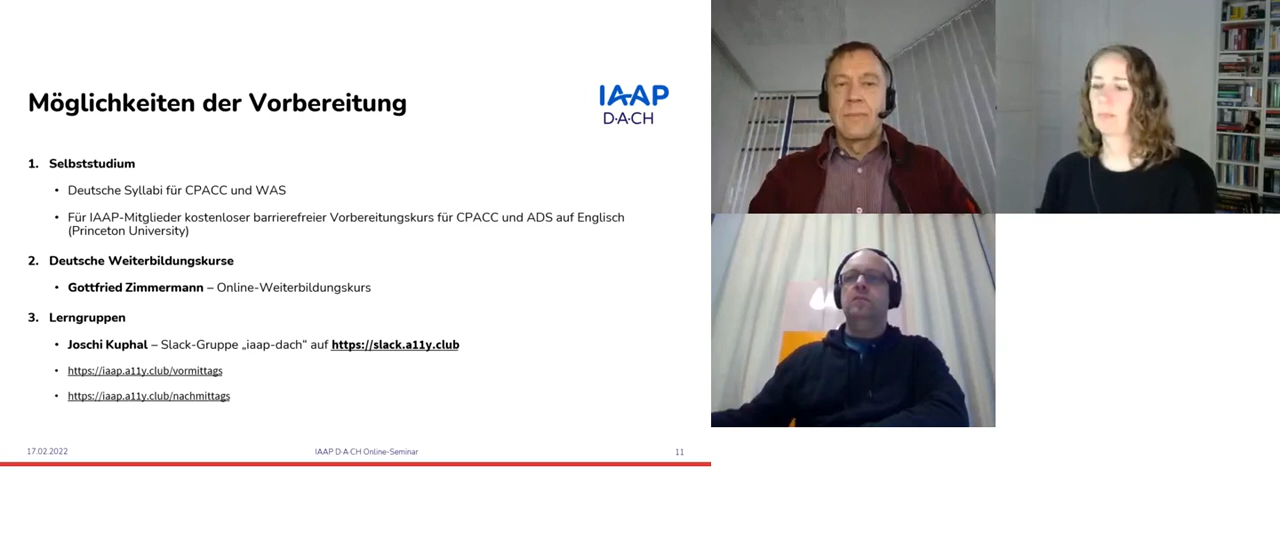 Möglichkeiten der Vorbereitung
IAAP
D·A·CH
1. Selbststudium
• Deutsche Syllabi für CPACC und WAS
• Für IAAP-Mitglieder kostenloser barrierefreier Vorbereitungskurs für CPACC und ADS auf Englisch
(Princeton University)
2. Deutsche Weiterbildungskurse
• Gottfried Zimmermann – Online-Weiterbildungskurs
3. Lerngruppen
• Joschi Kuphal – Slack-Gruppe „iaap-dach“ auf https://slack.a11y.club
• https://iaap.a11y.club/vormittags
• https://iaap.a11y.club/nachmittags
17.02.2022
IAAP D·A·CH Online-Seminar
11